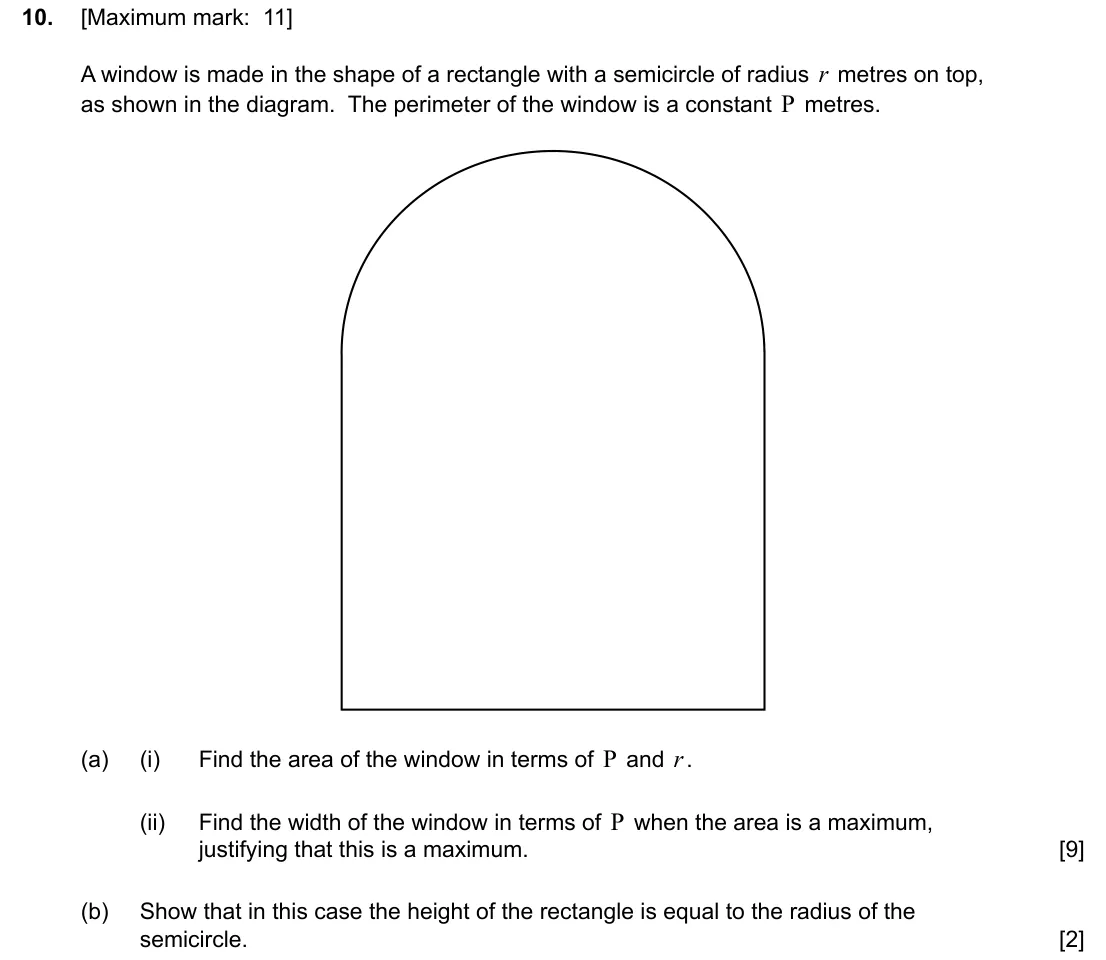 10. [Maximum mark: 11]
A window is made in the shape of a rectangle with a semicircle of radius r metres on top,
as shown in the diagram. The perimeter of the window is a constant P metres.
(a) (i) Find the area of the window in terms of P and r.
(ii) Find the width of the window in terms of P when the area is a maximum,
justifying that this is a maximum. [9]
(b) Show that in this case the height of the rectangle is equal to the radius of the
semicircle. [2]